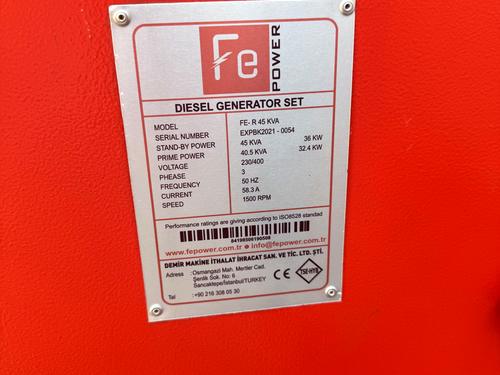 Fe
POWER
DIESEL GENERATOR SET
MODEL FE- R 45 KVA
SERIAL NUMBER EXPBK2021 - 0054
STAND-BY POWER 45 KVA 36 KW
PRIME POWER 40.5 KVA 32.4 KW
VOLTAGE 230/400
PHEASE 3
FREQUENCY 50 HZ
CURRENT 58.3 A
SPEED 1500 RPM
Performance ratings are giving according to ISO8528 standad
84198606190508
www.fepower.com.tr ● info@fepower.com.tr
DEMİR MAKİNE İTHALAT İHRACAT SAN. VE TİC. LTD. ŞTİ.
Adress : Osmangazi Mah. Mertler Cad.
Şenlik Sok. No: 6
Sancaktepe/İstanbul/TURKEY
Tel : +90 216 308 05 30
CE
TSE-HYB